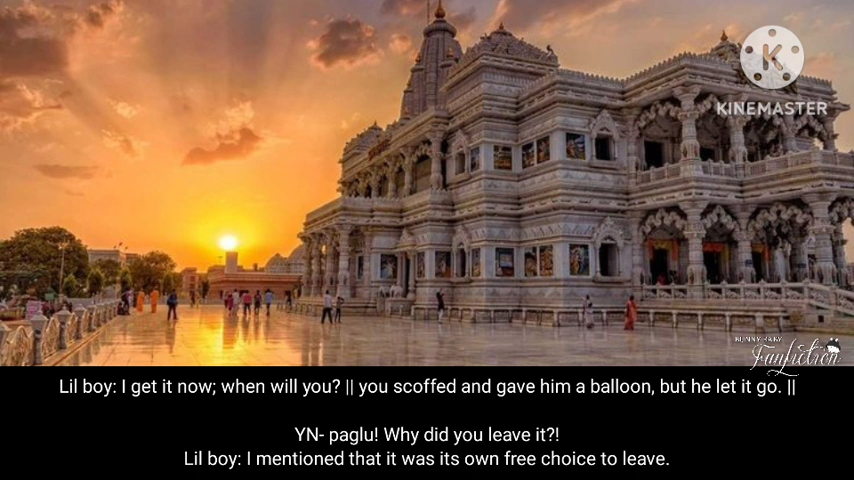 K
KINEMASTER
BUNNY BABY
Fanfiction
Lil boy: I get it now; when will you? || you scoffed and gave him a balloon, but he let it go. ||
YN- paglu! Why did you leave it?!
Lil boy: I mentioned that it was its own free choice to leave.